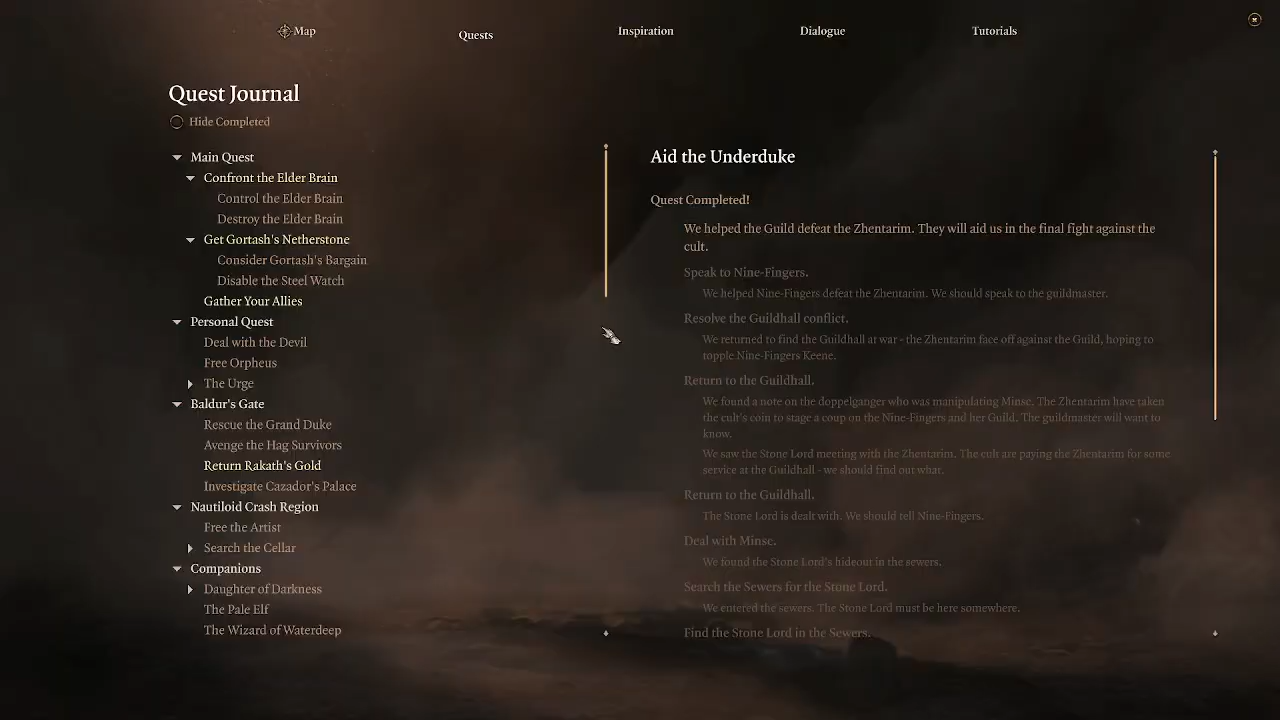 Map
Quests
Inspiration
Dialogue
Tutorials
Quest Journal
Hide Completed
Main Quest
Confront the Elder Brain
Control the Elder Brain
Destroy the Elder Brain
Get Gortash's Netherstone
Consider Gortash's Bargain
Disable the Steel Watch
Gather Your Allies
Personal Quest
Deal with the Devil
Free Orpheus
The Urge
Baldur's Gate
Rescue the Grand Duke
Avenge the Hag Survivors
Return Rakath's Gold
Investigate Cazador's Palace
Nautiloid Crash Region
Free the Artist
Search the Cellar
Companions
Daughter of Darkness
The Pale Elf
The Wizard of Waterdeep
Aid the Underduke
Quest Completed!
We helped the Guild defeat the Zhentarim. They will aid us in the final fight against the
cult.
Speak to Nine-Fingers.
We helped Nine-Fingers defeat the Zhentarim. We should speak to the guildmaster.
Resolve the Guildhall conflict.
We returned to find the Guildhall at war - the Zhentarim face off against the Guild, hoping to
topple Nine-Fingers Keene.
Return to the Guildhall.
We found a note on the doppelganger who was manipulating Minsc. The Zhentarim have taken
the cult's coin to stage a coup on the Nine-Fingers and her Guild. The guildmaster will want to
know.
We saw the Stone Lord meeting with the Zhentarim. The cult are paying the Zhentarim for some
service at the Guildhall - we should find out what.
Return to the Guildhall.
The Stone Lord is dealt with. We should tell Nine-Fingers.
Deal with Minsc.
We found the Stone Lord's hideout in the sewers.
Search the Sewers for the Stone Lord.
We entered the sewers. The Stone Lord must be here somewhere.
Find the Stone Lord in the Sewers.